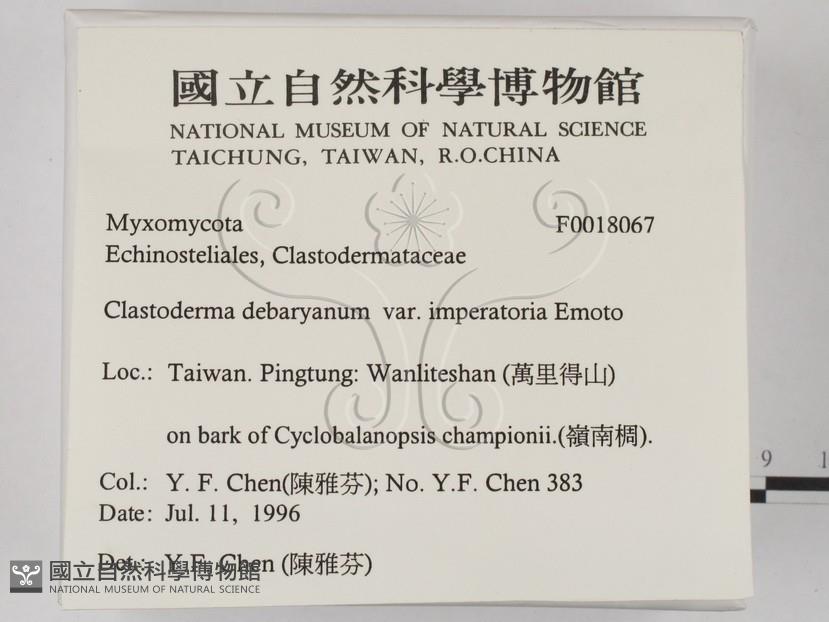 國立自然科學博物館
NATIONAL MUSEUM OF NATURAL SCIENCE
TAICHUNG, TAIWAN, R.O.CHINA
Myxomycota F0018067
Echinosteliales, Clastodermataceae
Clastoderma debaryanum var. imperatoria Emoto
Loc.: Taiwan. Pingtung: Wanliteshan (萬里得山)
on bark of Cyclobalanopsis championii.(嶺南椆).
Col.: Y. F. Chen(陳雅芬); No. Y.F. Chen 383
Date: Jul. 11, 1996
Det.: Y.F. Chen (陳雅芬)
國立自然科學博物館
NATIONAL MUSEUM OF NATURAL SCIENCE
9